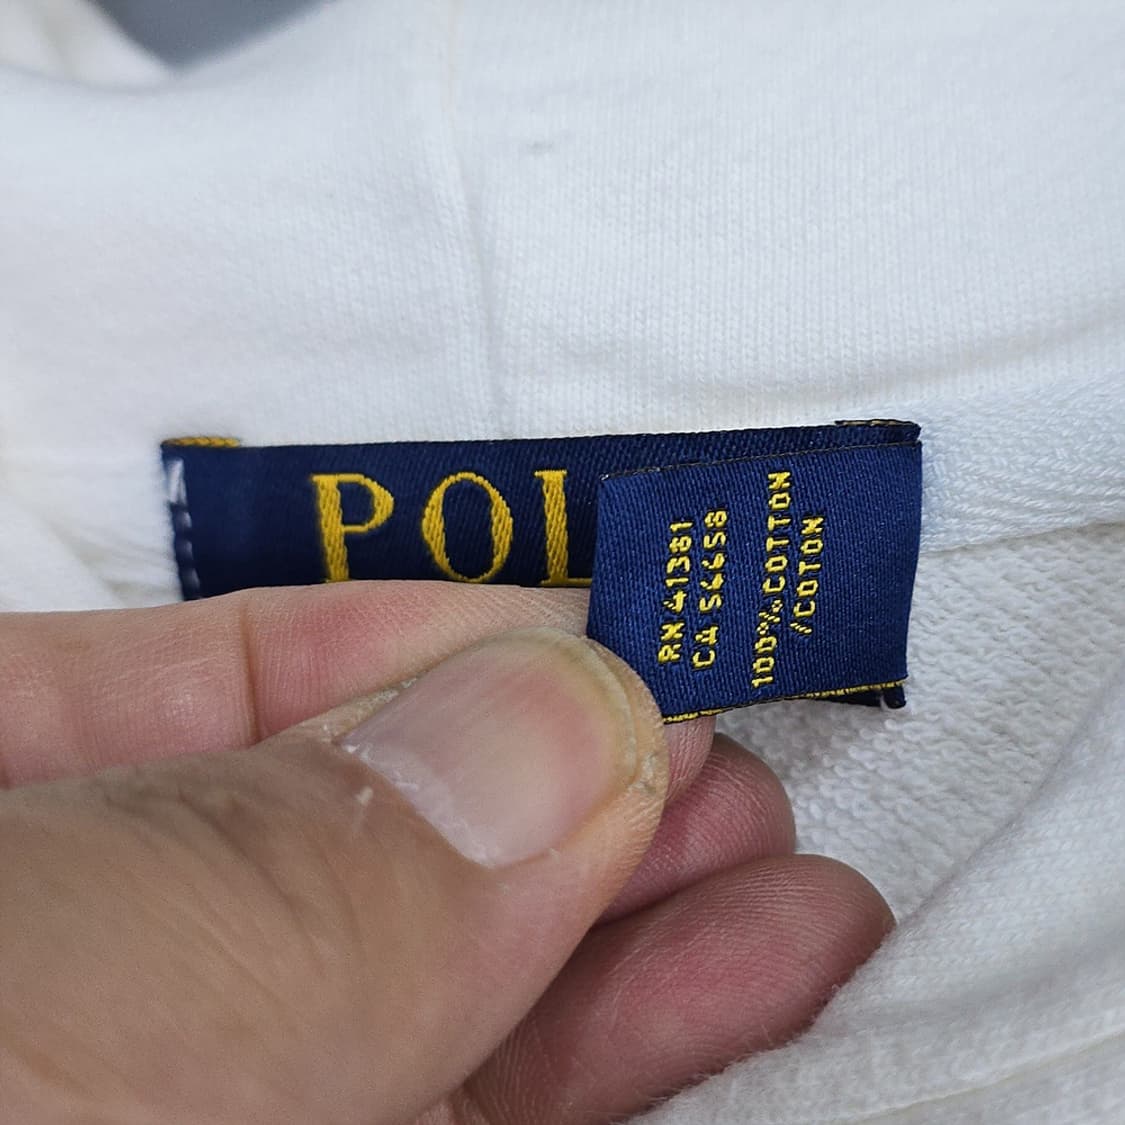 POL
RN 41381
CA 56658
100% COTTON
/COTON